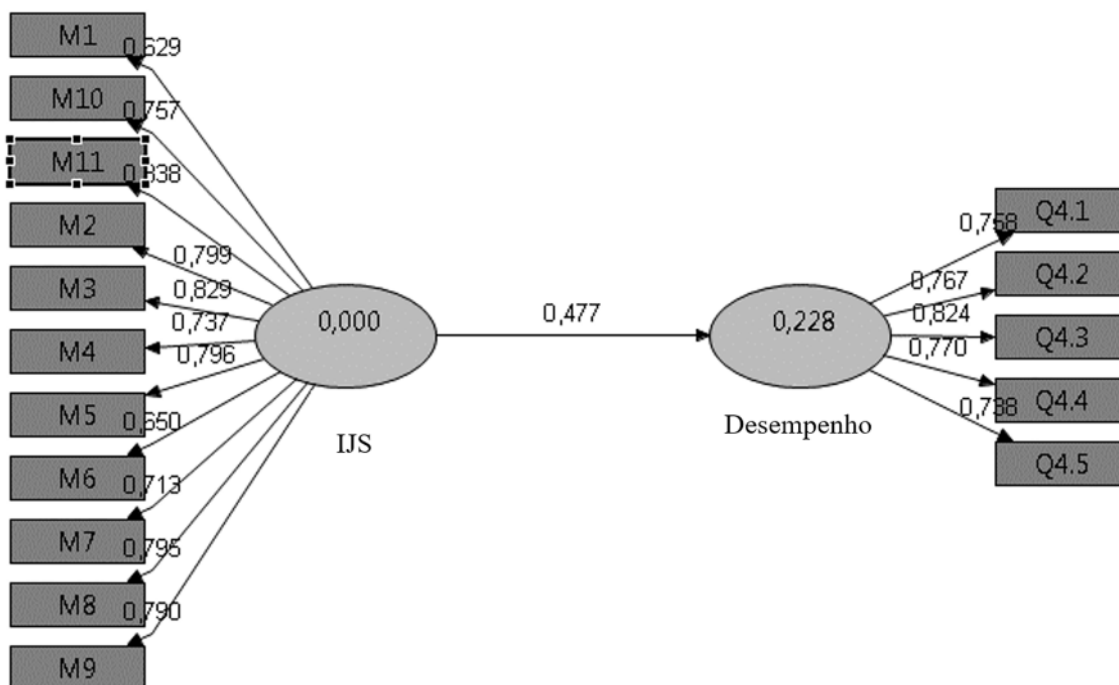 M1
0,629
M10
0,757
M11
0,838
M2
0,799
M3
0,829
M4
0,737
M5
0,796
M6
0,650
M7
0,713
M8
0,795
M9
0,790
0,000
IJS
0,477
0,228
Desempenho
0,758
Q4.1
0,767
Q4.2
0,824
Q4.3
0,770
Q4.4
0,738
Q4.5